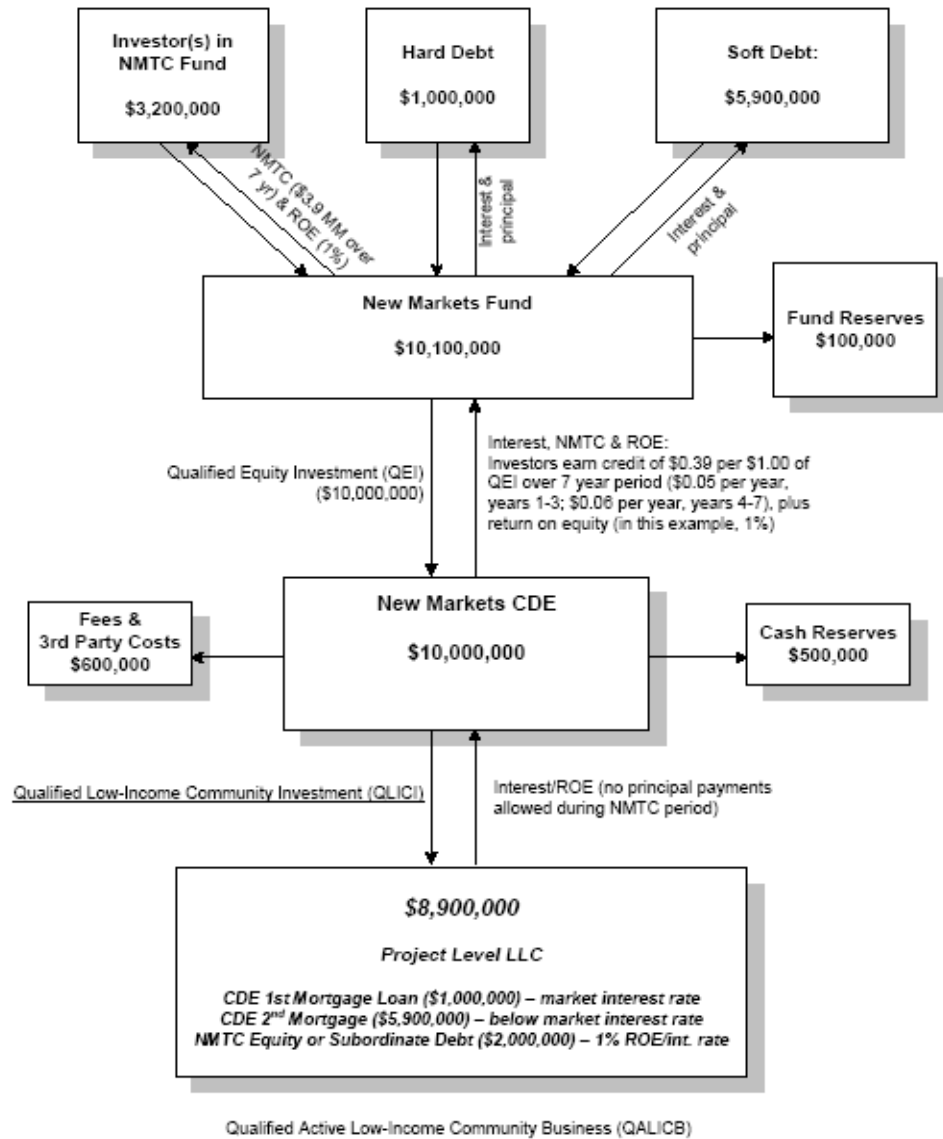 Investor(s) in
NMTC Fund
$3,200,000
Hard Debt
$1,000,000
Soft Debt:
$5,900,000
NMTC ($3.9 MM over
7 yr) & ROE (1%)
Interest &
principal
Interest &
principal
New Markets Fund
$10,100,000
Fund Reserves
$100,000
Qualified Equity Investment (QEI)
($10,000,000)
Interest, NMTC & ROE:
Investors earn credit of $0.39 per $1.00 of
QEI over 7 year period ($0.05 per year,
years 1-3; $0.06 per year, years 4-7), plus
return on equity (in this example, 1%)
New Markets CDE
$10,000,000
Fees &
3rd Party Costs
$600,000
Cash Reserves
$500,000
Qualified Low-Income Community Investment (QLICI)
Interest/ROE (no principal payments
allowed during NMTC period)
$8,900,000
Project Level LLC
CDE 1st Mortgage Loan ($1,000,000) – market interest rate
CDE 2nd Mortgage ($5,900,000) – below market interest rate
NMTC Equity or Subordinate Debt ($2,000,000) – 1% ROE/int. rate
Qualified Active Low-Income Community Business (QALICB)